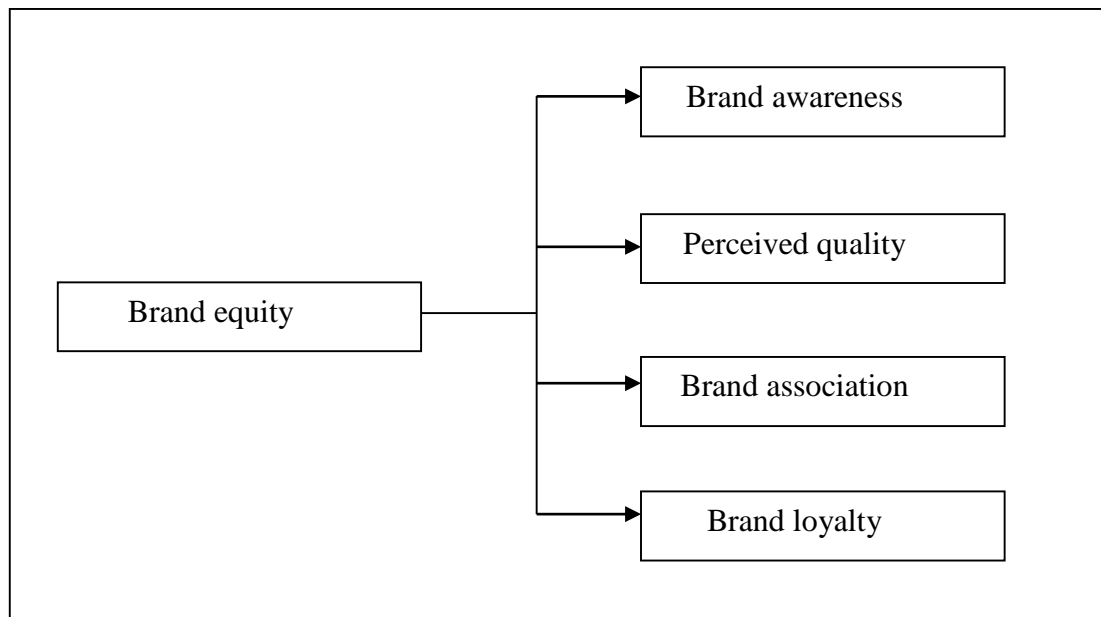 Brand awareness
Perceived quality
Brand equity
Brand association
Brand loyalty